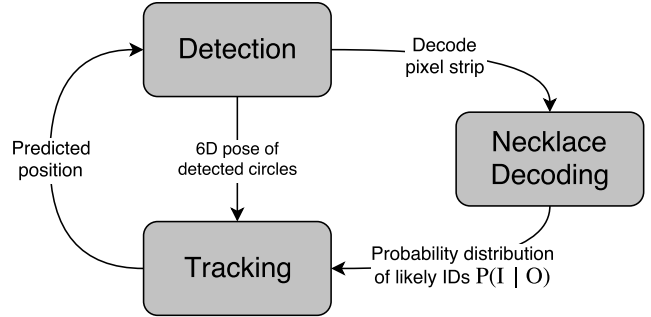 Detection
Decode
pixel strip
Necklace
Decoding
Predicted
position
6D pose of
detected circles
Tracking
Probability distribution
of likely IDs P(I | O)